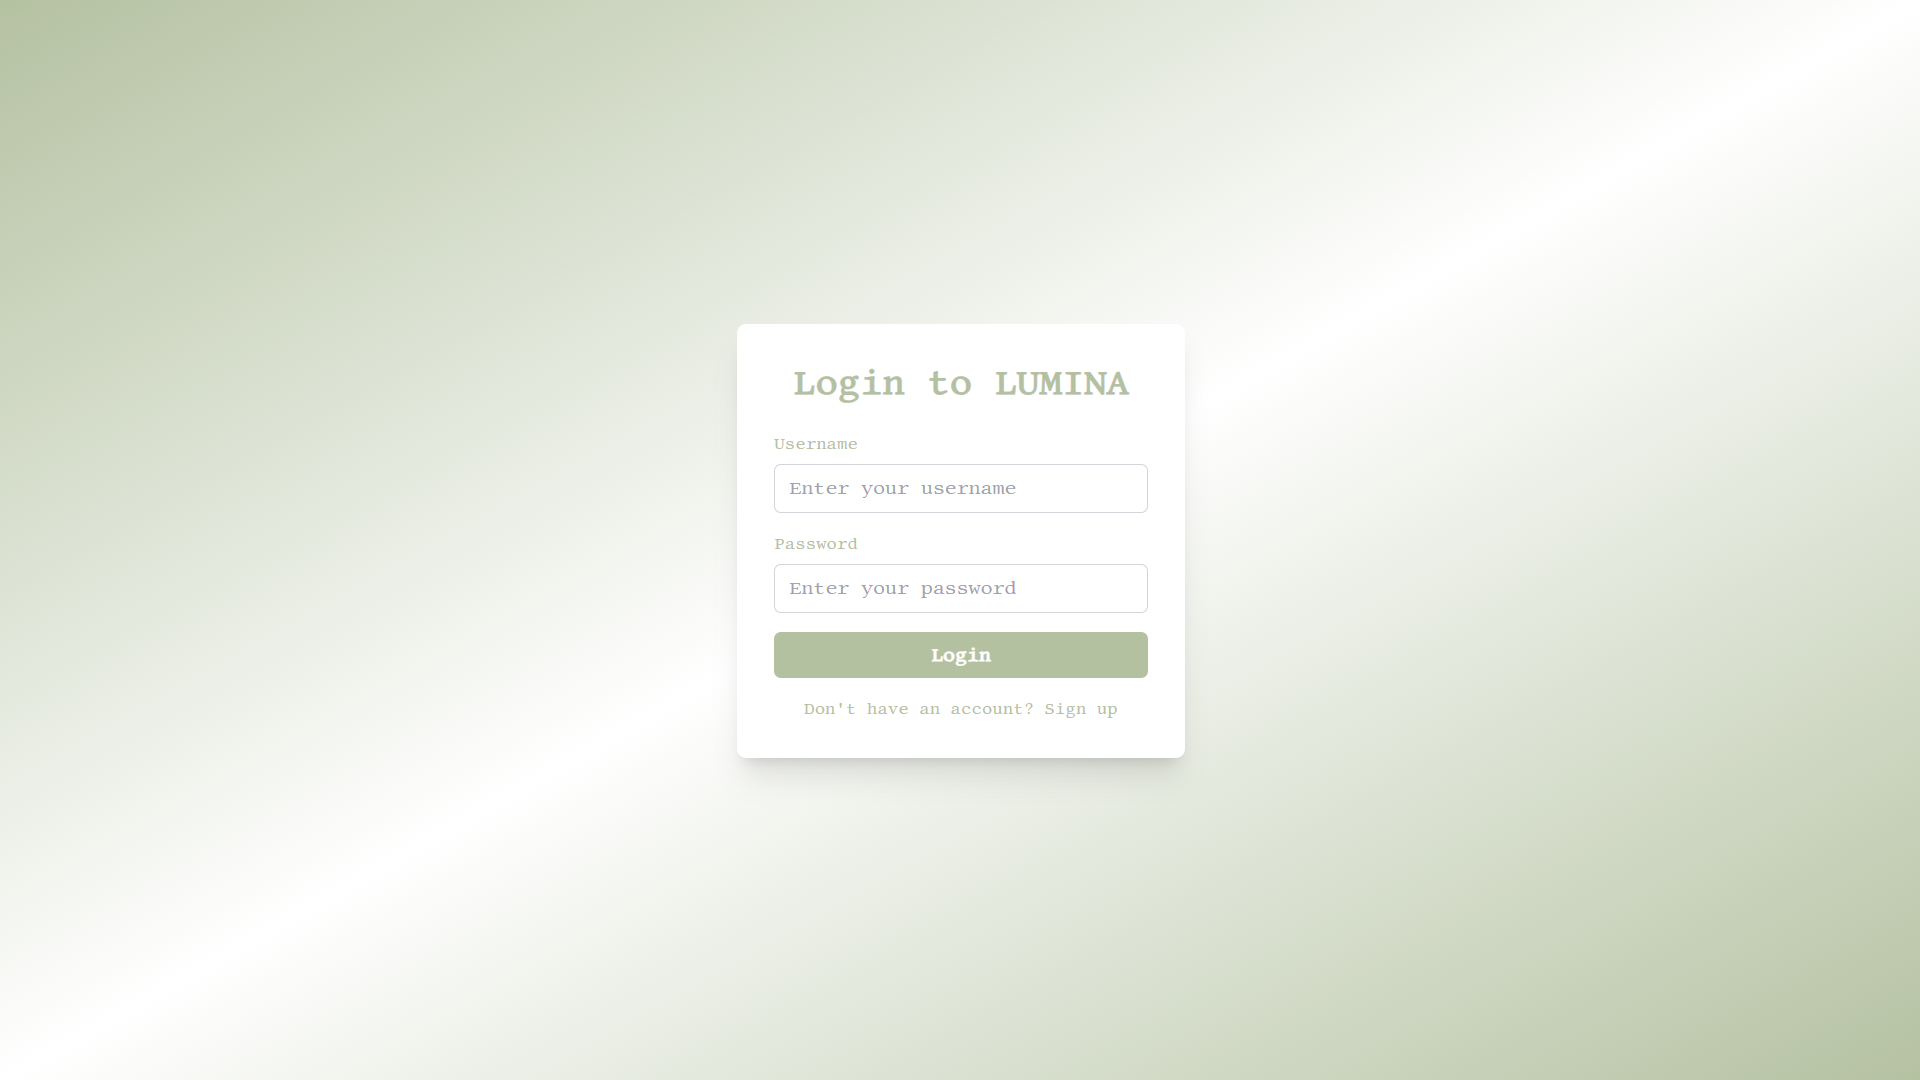 Login to LUMINA
Username
Enter your username
Password
Enter your password
Login
Don't have an account? Sign up